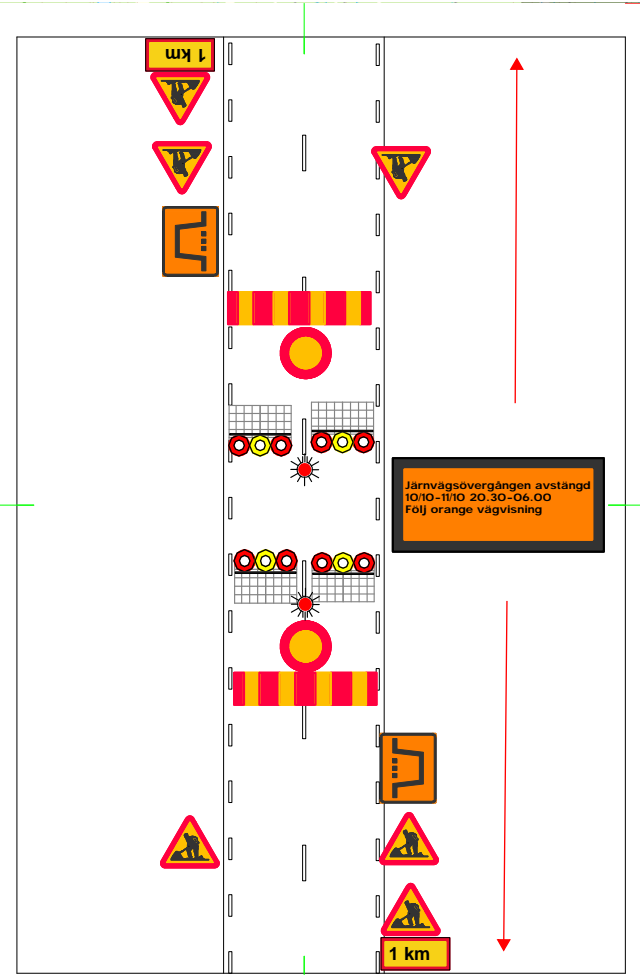 1 km
Järnvägsövergången avstängd
10/10-11/10 20.30-06.00
Följ orange vägvisning
1 km